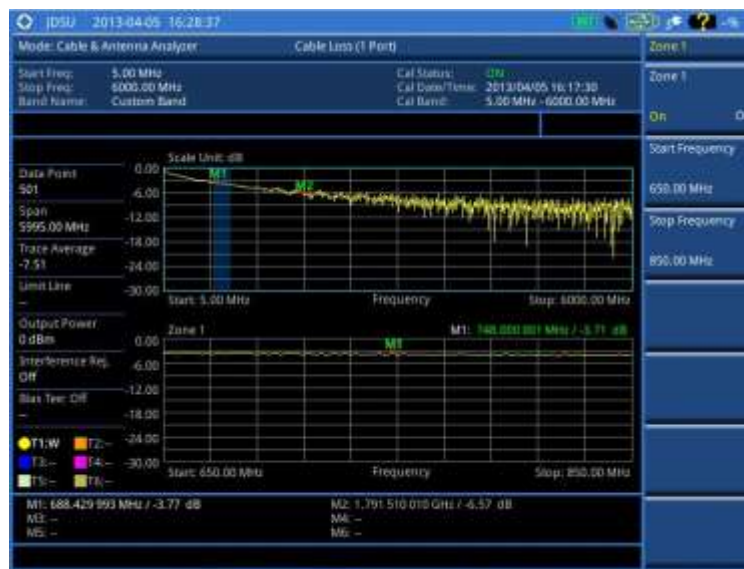 JDSU 2013-04-05 16:28:37
Mode: Cable & Antenna Analyzer Cable Loss (1 Port)
Zone 1
Start Freq: 5.00 MHz Cal Status: ON
Stop Freq: 6000.00 MHz Cal Date/Time: 2013/04/05 16:17:30
Band Name: Custom Band Cal Band: 5.00 MHz - 6000.00 MHz
Zone 1
On
Start Frequency
650.00 MHz
Stop Frequency
850.00 MHz
Data Point
501
Span
5995.00 MHz
Trace Average
-7.51
Limit Line
--
Output Power
0 dBm
Interference Rej.
Off
Bias Tee: Off
--
T1:W T2:--
T3:-- T4:--
T5:-- T6:--
Scale Unit: dB
0.00
-6.00
-12.00
-18.00
-24.00
-30.00
M1
M2
Start: 5.00 MHz Frequency Stop: 6000.00 MHz
Zone 1 M1: 748.000 001 MHz / -3.71 dB
0.00
-6.00
-12.00
-18.00
-24.00
-30.00
M1
Start: 650.00 MHz Frequency Stop: 850.00 MHz
M1: 688.429 993 MHz / -3.77 dB M2: 1.791 510 010 GHz / -6.57 dB
M3: -- M4: --
M5: -- M6: --